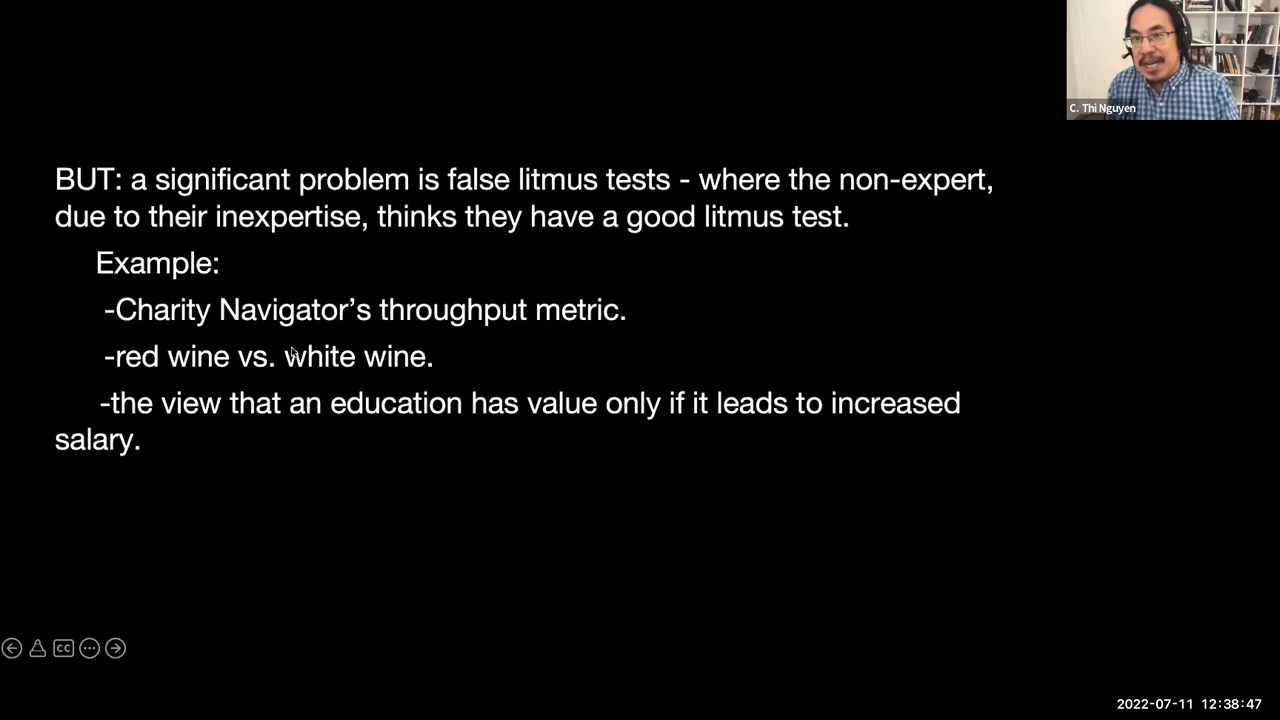 C. Thi Nguyen
BUT: a significant problem is false litmus tests - where the non-expert,
due to their inexpertise, thinks they have a good litmus test.
Example:
-Charity Navigator’s throughput metric.
-red wine vs. white wine.
-the view that an education has value only if it leads to increased
salary.
CC
2022-07-11 12:38:47